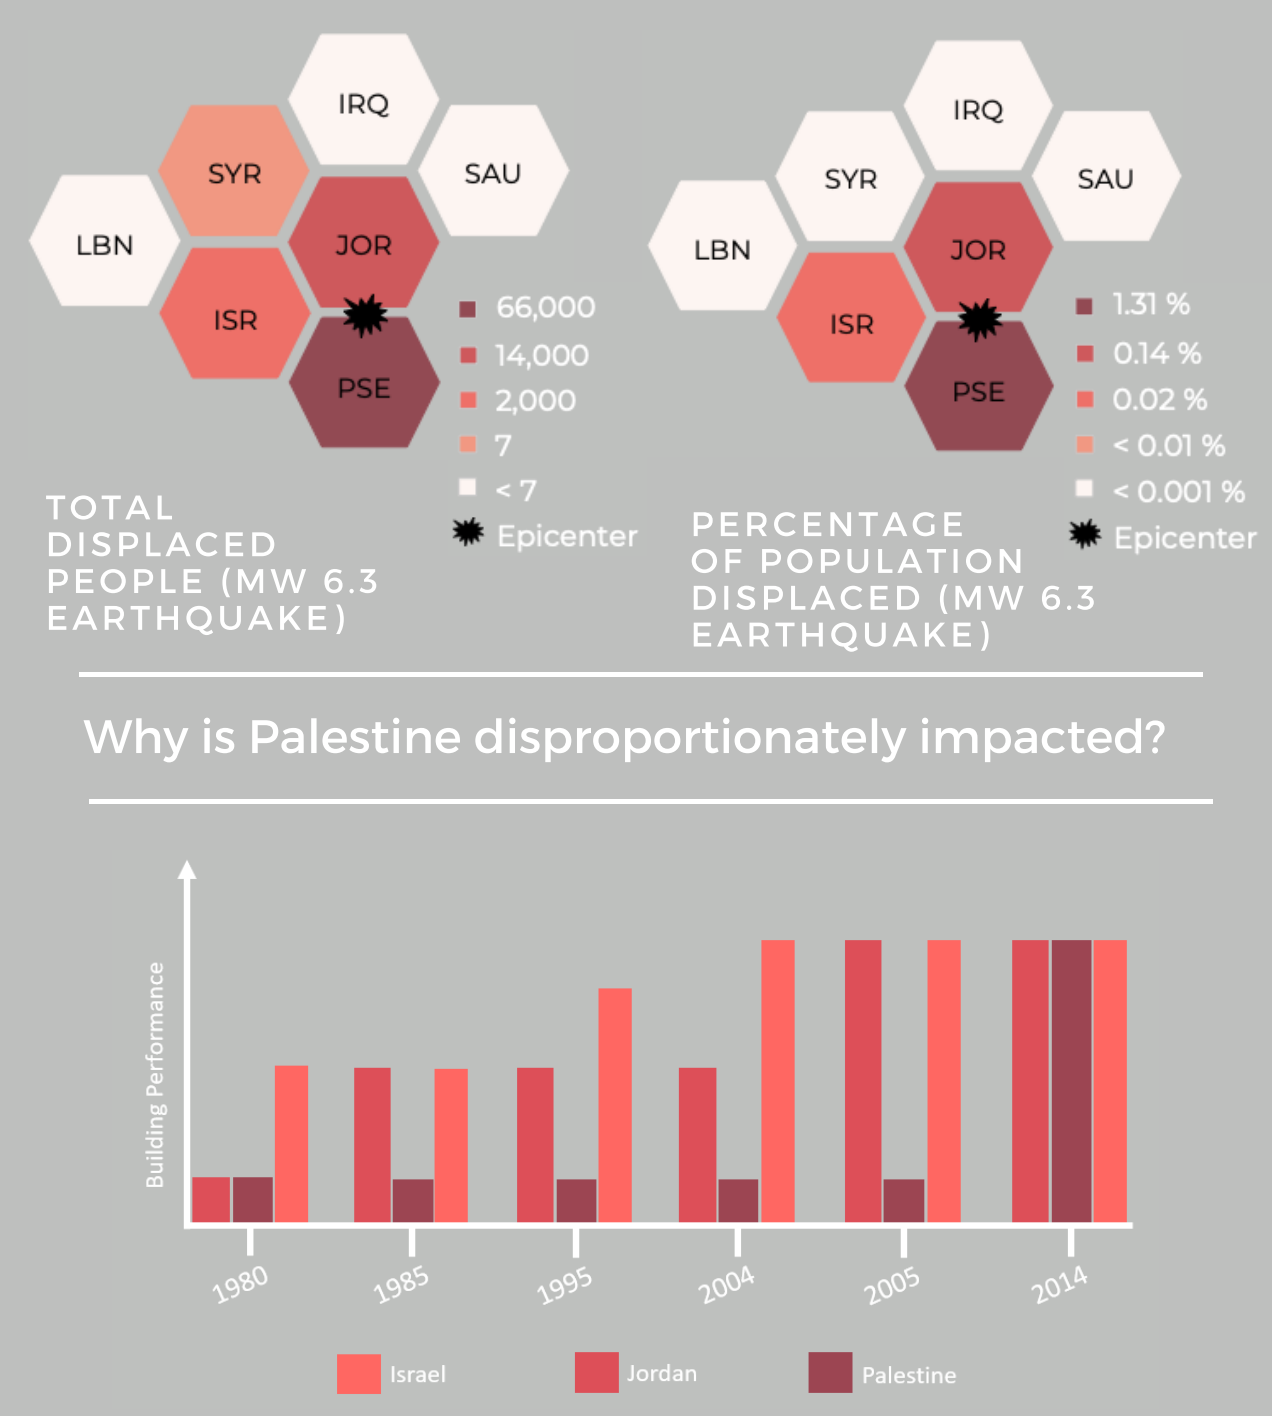 IRQ
SYR
SAU
LBN
JOR
ISR
PSE
66,000
14,000
2,000
7
< 7
Epicenter
TOTAL
DISPLACED
PEOPLE (MW 6.3
EARTHQUAKE)
IRQ
SYR
SAU
LBN
JOR
ISR
PSE
1.31 %
0.14 %
0.02 %
< 0.01 %
< 0.001 %
Epicenter
PERCENTAGE
OF POPULATION
DISPLACED (MW 6.3
EARTHQUAKE)
Why is Palestine disproportionately impacted?
Building Performance
1980
1985
1995
2004
2005
2014
Israel
Jordan
Palestine